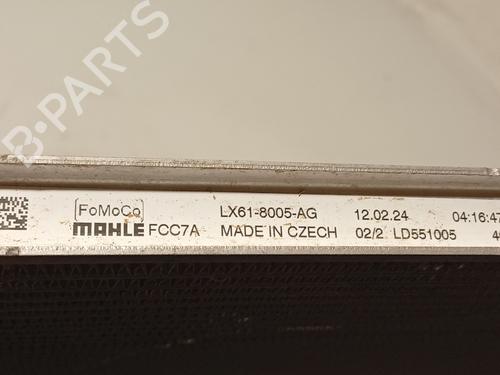 B-PARTS
FoMoCo LX61-8005-AG 12.02.24 04:16:47
MAHLE FCC7A MADE IN CZECH 02/2 LD551005